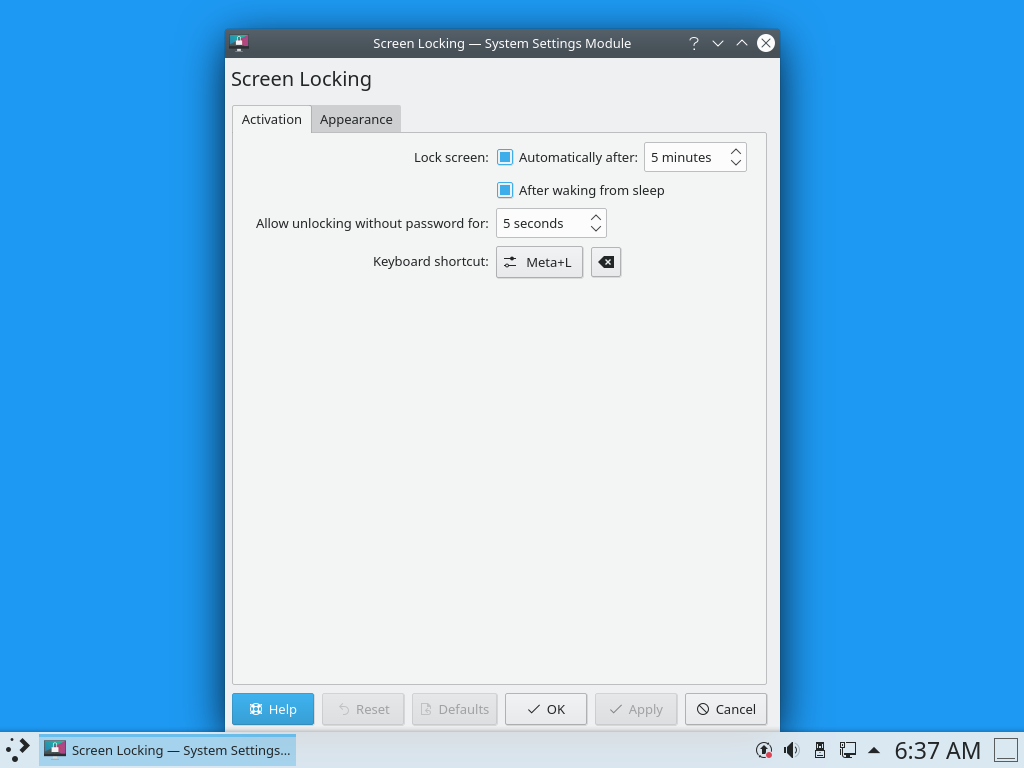 Screen Locking — System Settings Module
Screen Locking
Activation Appearance
Lock screen: Automatically after: 5 minutes
After waking from sleep
Allow unlocking without password for: 5 seconds
Keyboard shortcut: Meta+L
Help Reset Defaults OK Apply Cancel
Screen Locking — System Settings... 6:37 AM